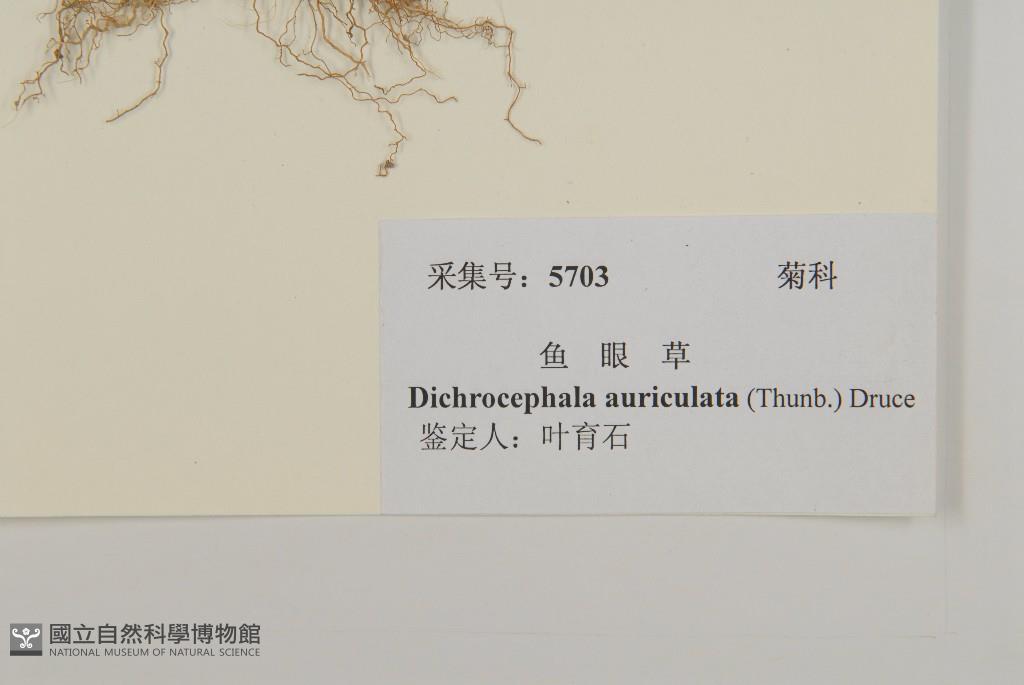 采集号：5703 菊科
鱼 眼 草
Dichrocephala auriculata (Thunb.) Druce
鉴定人：叶育石
國立自然科學博物館
NATIONAL MUSEUM OF NATURAL SCIENCE